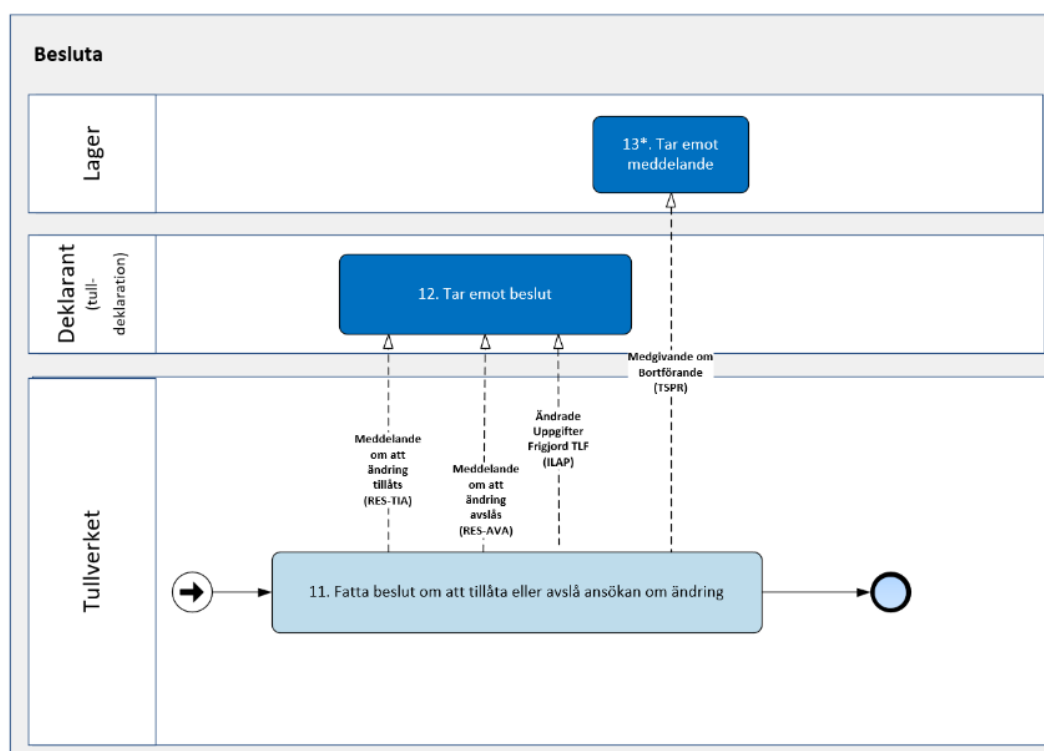 Besluta
Lager
13*. Tar emot
meddelande
Deklarant
(tull-
deklaration)
12. Tar emot beslut
Medgivande om
Bortförande
(TSPR)
Tullverket
Meddelande
om att
ändring
tillåts
(RES-TIA)
Meddelande
om att
ändring
avslås
(RES-AVA)
Ändrade
Uppgifter
Frigjord TLF
(ILAP)
11. Fatta beslut om att tillåta eller avslå ansökan om ändring